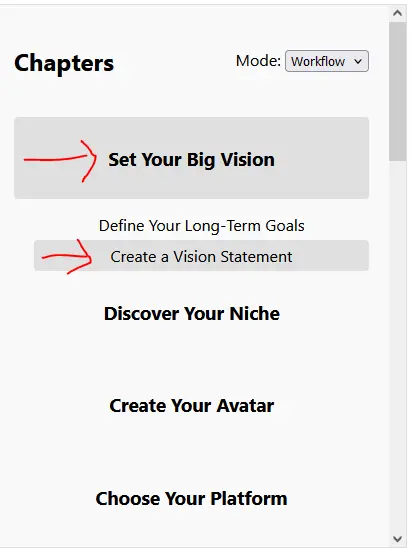 Chapters
Mode: Workflow
Set Your Big Vision
Define Your Long-Term Goals
Create a Vision Statement
Discover Your Niche
Create Your Avatar
Choose Your Platform